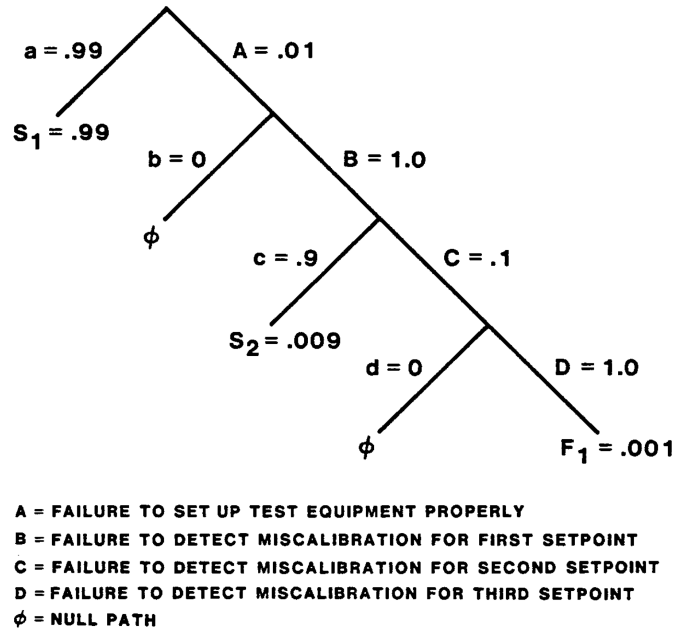 a = .99
A = .01
S1 = .99
b = 0
B = 1.0
ϕ
c = .9
C = .1
S2 = .009
d = 0
D = 1.0
ϕ
F1 = .001
A = FAILURE TO SET UP TEST EQUIPMENT PROPERLY
B = FAILURE TO DETECT MISCALIBRATION FOR FIRST SETPOINT
C = FAILURE TO DETECT MISCALIBRATION FOR SECOND SETPOINT
D = FAILURE TO DETECT MISCALIBRATION FOR THIRD SETPOINT
ϕ = NULL PATH